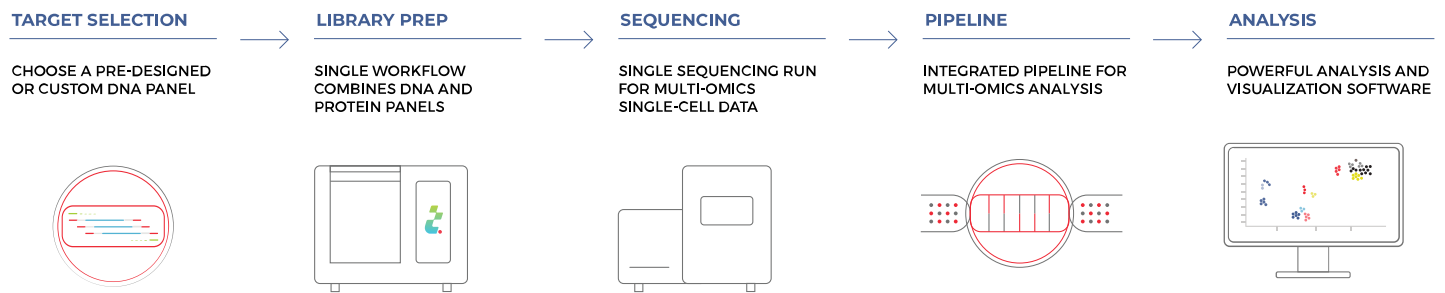 TARGET SELECTION
CHOOSE A PRE-DESIGNED
OR CUSTOM DNA PANEL
LIBRARY PREP
SINGLE WORKFLOW
COMBINES DNA AND
PROTEIN PANELS
SEQUENCING
SINGLE SEQUENCING RUN
FOR MULTI-OMICS
SINGLE-CELL DATA
PIPELINE
INTEGRATED PIPELINE FOR
MULTI-OMICS ANALYSIS
ANALYSIS
POWERFUL ANALYSIS AND
VISUALIZATION SOFTWARE